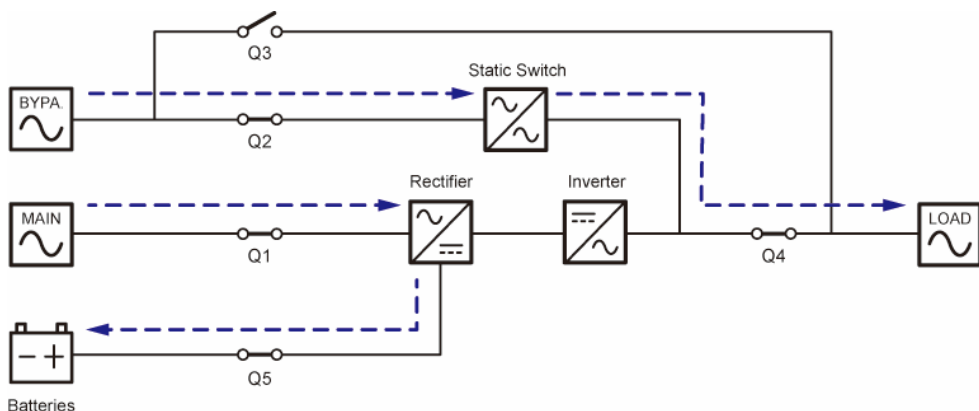 Q3
Static Switch
BYPA.
Q2
Rectifier
Inverter
MAIN
LOAD
Q1
Q4
Q5
Batteries